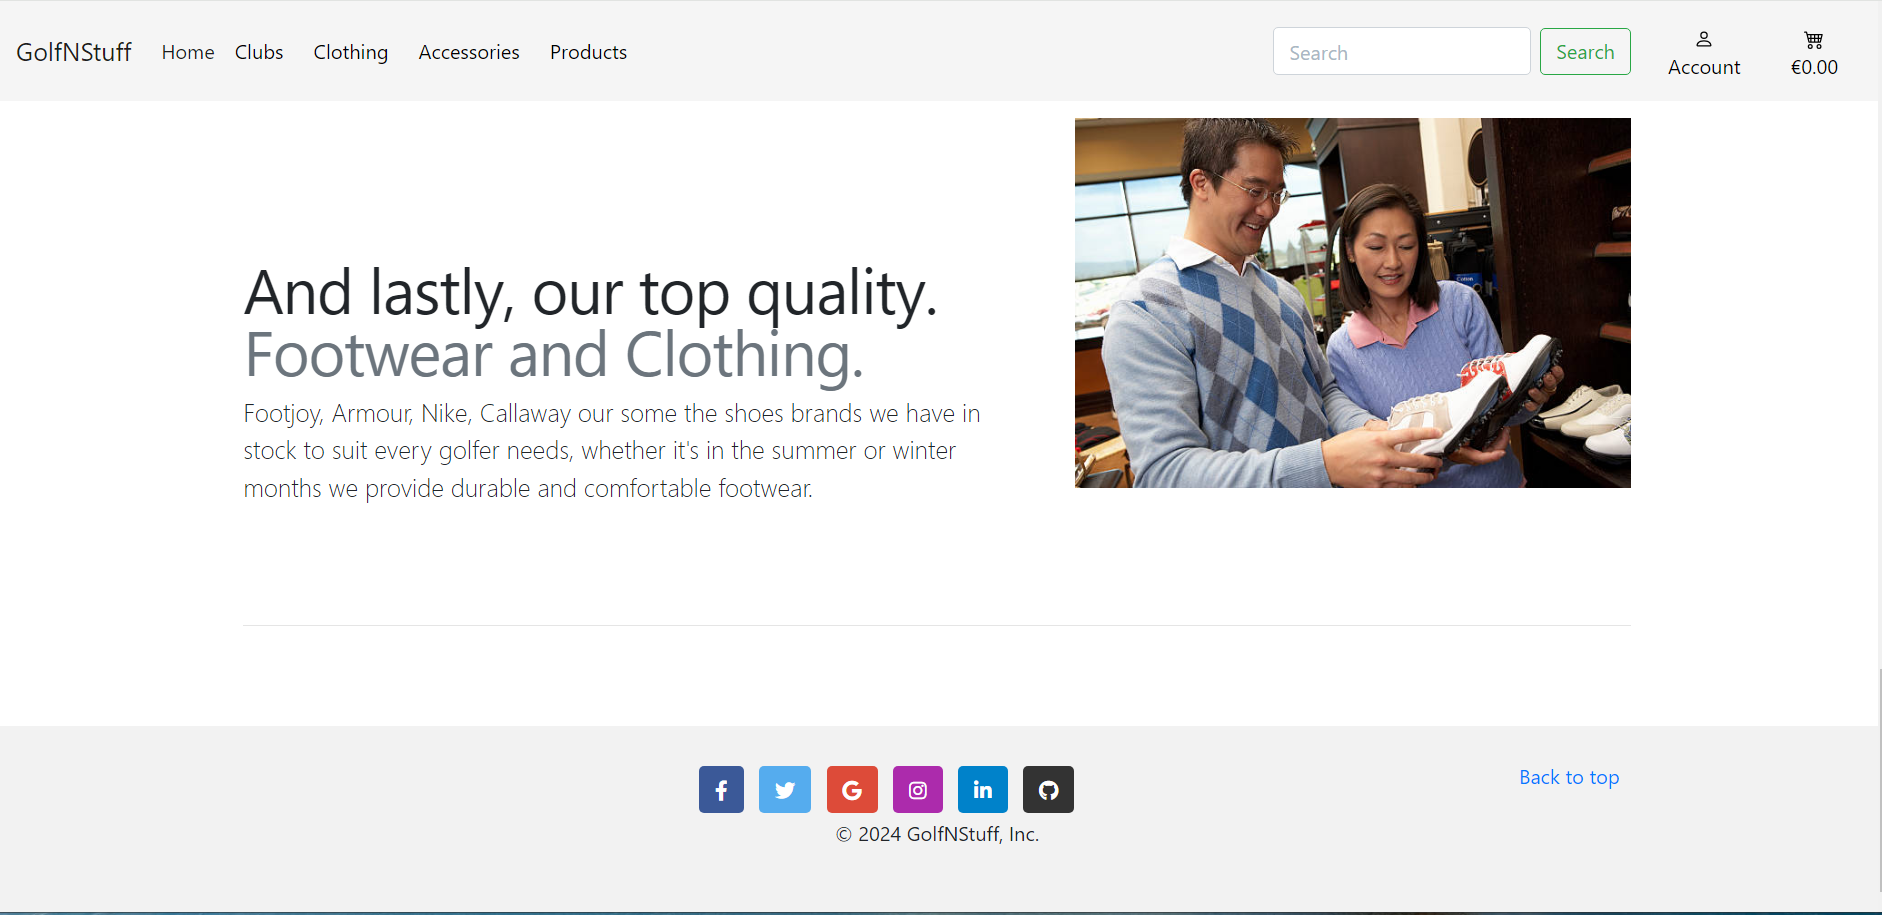 GolfNStuff Home Clubs Clothing Accessories Products Search Search Account €0.00
And lastly, our top quality.
Footwear and Clothing.
Footjoy, Armour, Nike, Callaway our some the shoes brands we have in
stock to suit every golfer needs, whether it's in the summer or winter
months we provide durable and comfortable footwear.
Cotton
Back to top
© 2024 GolfNStuff, Inc.